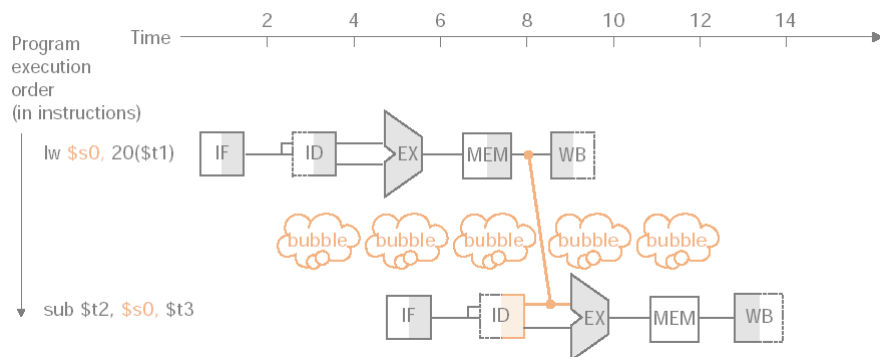 Time 2 4 6 8 10 12 14
Program
execution
order
(in instructions)
lw $s0, 20($t1) IF ID EX MEM WB
bubble bubble bubble bubble bubble
sub $t2, $s0, $t3 IF ID EX MEM WB